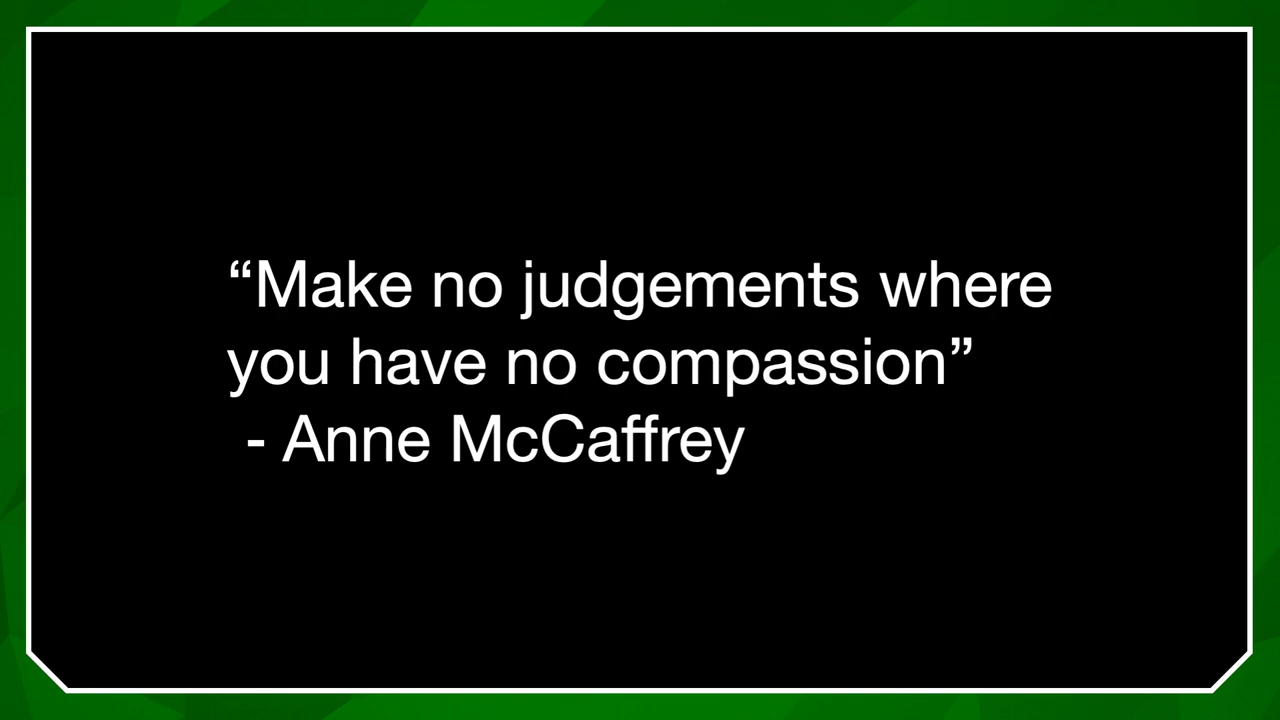 “Make no judgements where
you have no compassion”
- Anne McCaffrey